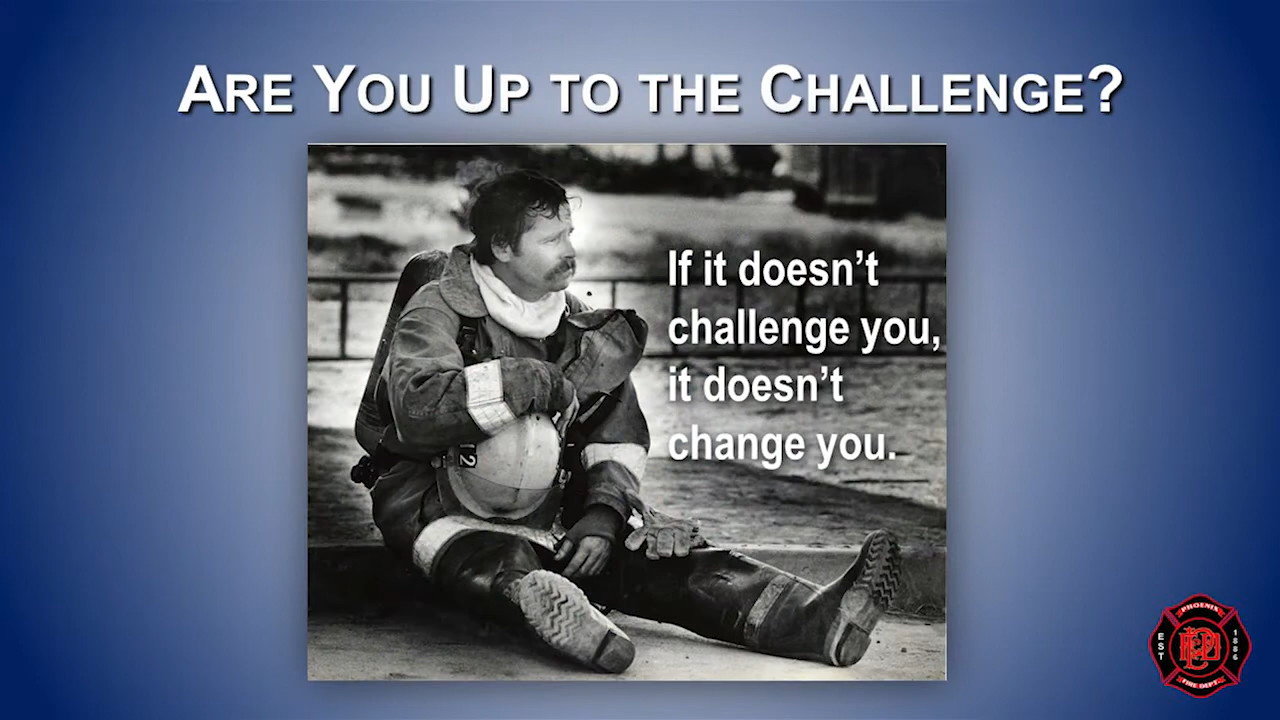 ARE YOU UP TO THE CHALLENGE?
If it doesn’t
challenge you,
it doesn’t
change you.
12
PHOENIX
EST 1886
FIRE DEPT.